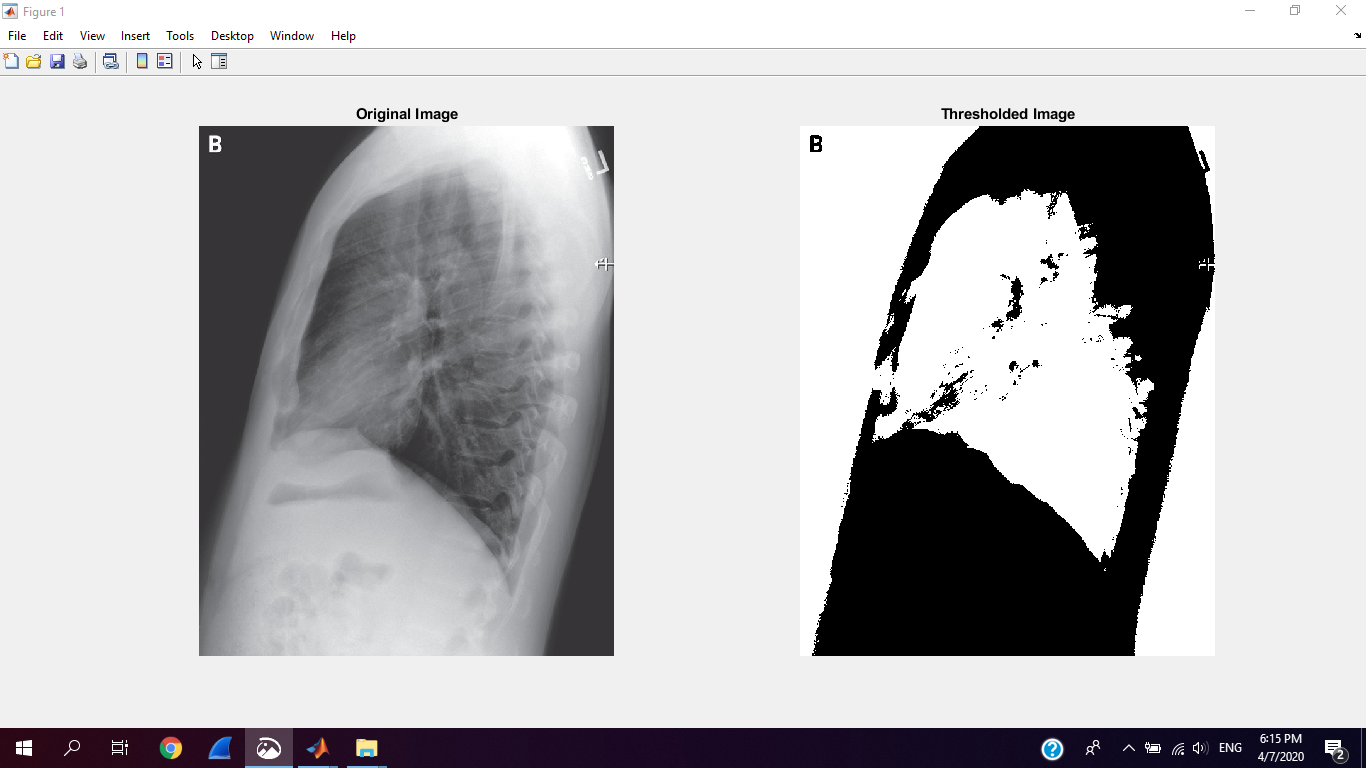 Figure 1
File Edit View Insert Tools Desktop Window Help
Original Image
Thresholded Image
B
L
B
L
6:15 PM
ENG
4/7/2020
2